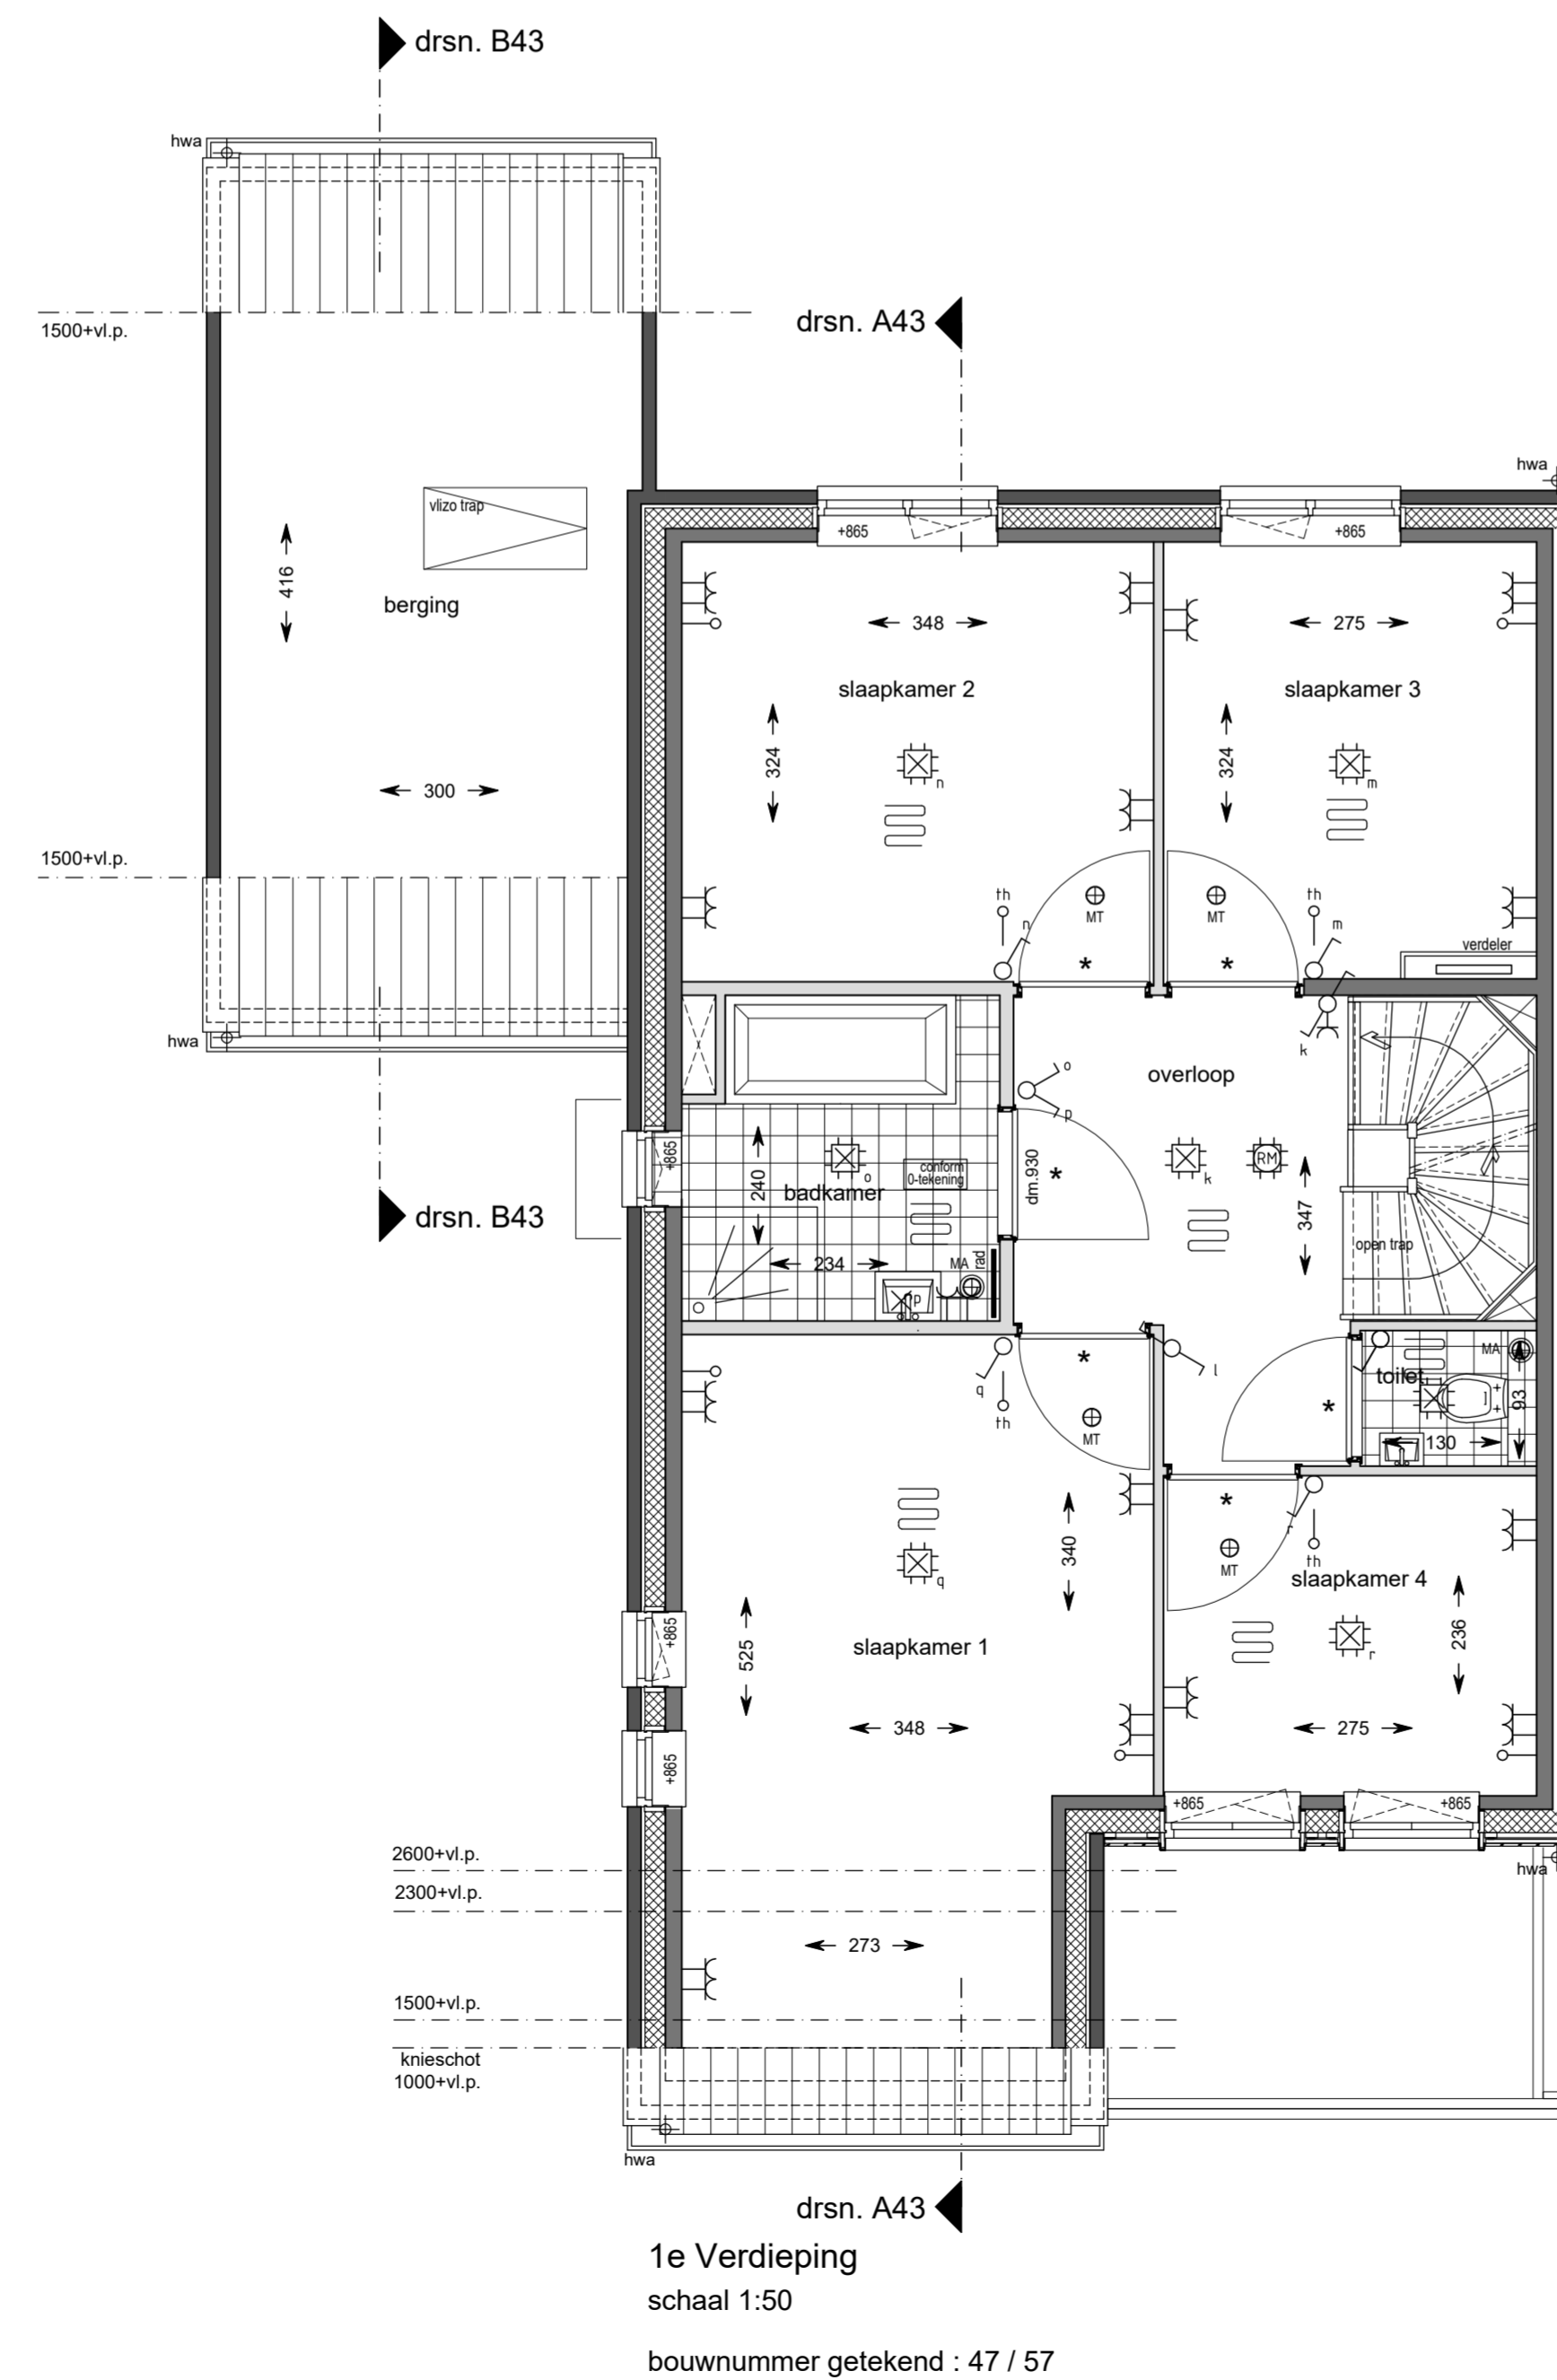 drsn. B43
hwa
1500+vl.p.
drsn. A43
hwa
vlizo trap
+865
+865
416
berging
348
275
slaapkamer 2
slaapkamer 3
324
324
n
m
300
1500+vl.p.
th
MT
MT
th
n
m
*
*
verdeler
hwa
k
overloop
o
p
+865
240
o
conform
0-tekening
badkamer
dm.930
*
k
RM
347
234
MA
rad
p
open trap
drsn. B43
*
l
q
th
MT
toilet
MA
93
*
130
*
r
th
MT
340
slaapkamer 4
q
r
236
+865
525
slaapkamer 1
348
275
+865
+865
+865
2600+vl.p.
2300+vl.p.
hwa
273
1500+vl.p.
knieschot
1000+vl.p.
hwa
drsn. A43
1e Verdieping
schaal 1:50
bouwnummer getekend : 47 / 57